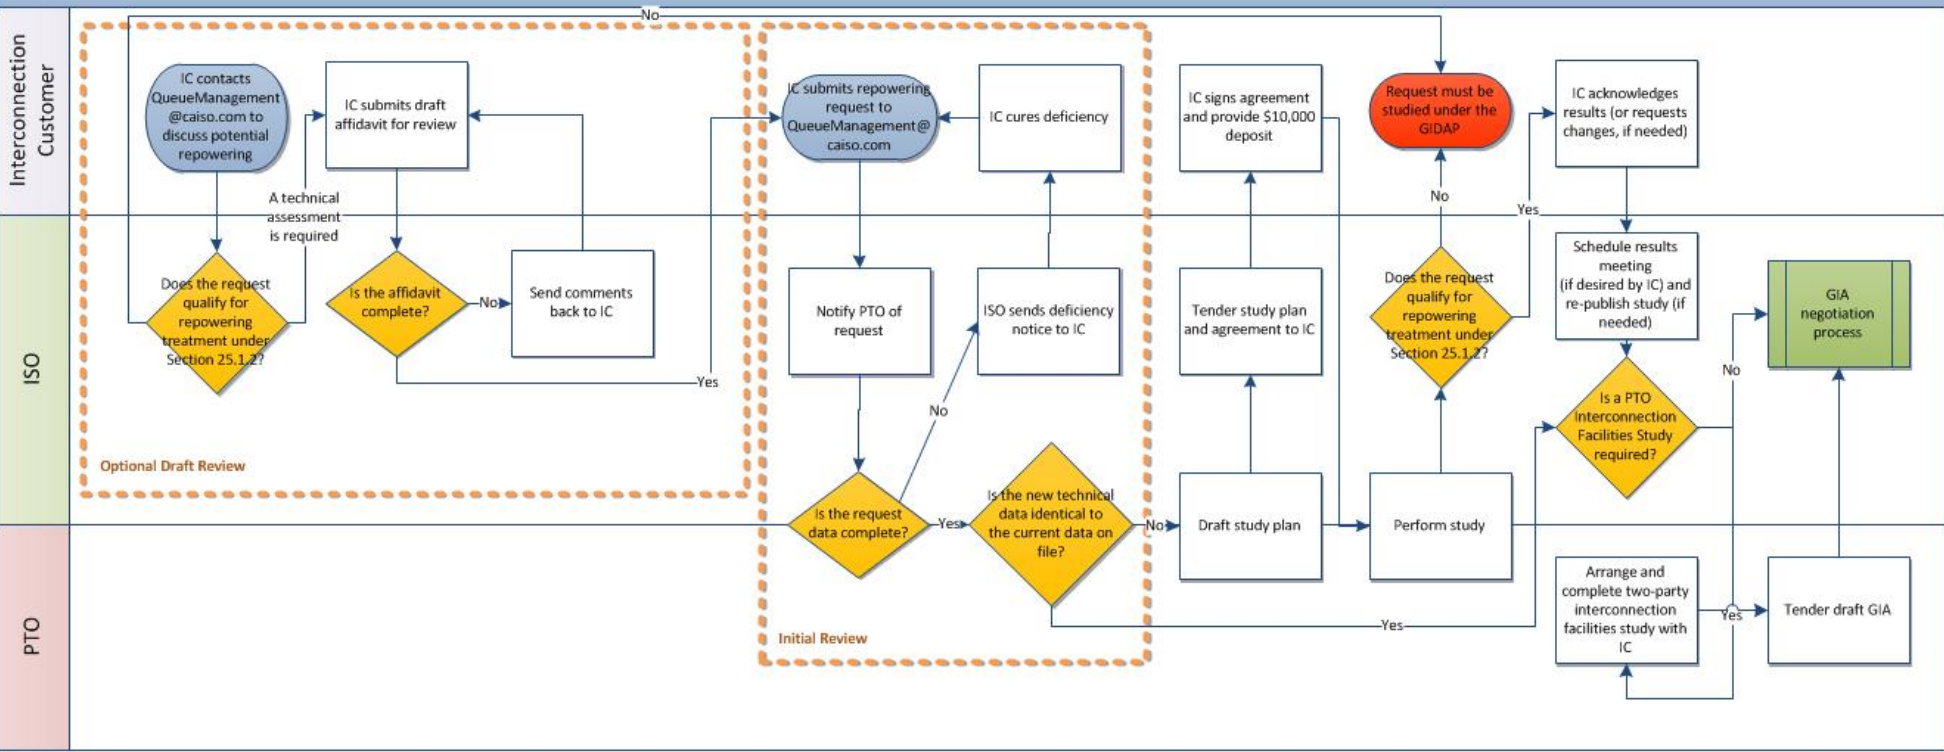 No
Interconnection
Customer
IC contacts
QueueManagement
@caiso.com to
discuss potential
repowering
IC submits draft
affidavit for review
IC submits repowering
request to
QueueManagement@
caiso.com
IC cures deficiency
IC signs agreement
and provide $10,000
deposit
Request must be
studied under the
GIDAP
IC acknowledges
results (or requests
changes, if needed)
A technical
assessment
is required
No
Yes
ISO
Does the request
qualify for
repowering
treatment under
Section 25.1.2?
Is the affidavit
complete?
No
Send comments
back to IC
Yes
Optional Draft Review
Notify PTO of
request
ISO sends deficiency
notice to IC
No
Tender study plan
and agreement to IC
Does the request
qualify for
repowering
treatment under
Section 25.1.2?
Schedule results
meeting
(if desired by IC) and
re-publish study (if
needed)
GIA
negotiation
process
No
Is a PTO
Interconnection
Facilities Study
required?
Is the request
data complete?
Yes
Is the new technical
data identical to
the current data on
file?
No
Draft study plan
Perform study
PTO
Initial Review
Yes
Arrange and
complete two-party
interconnection
facilities study with
IC
Yes
Tender draft GIA